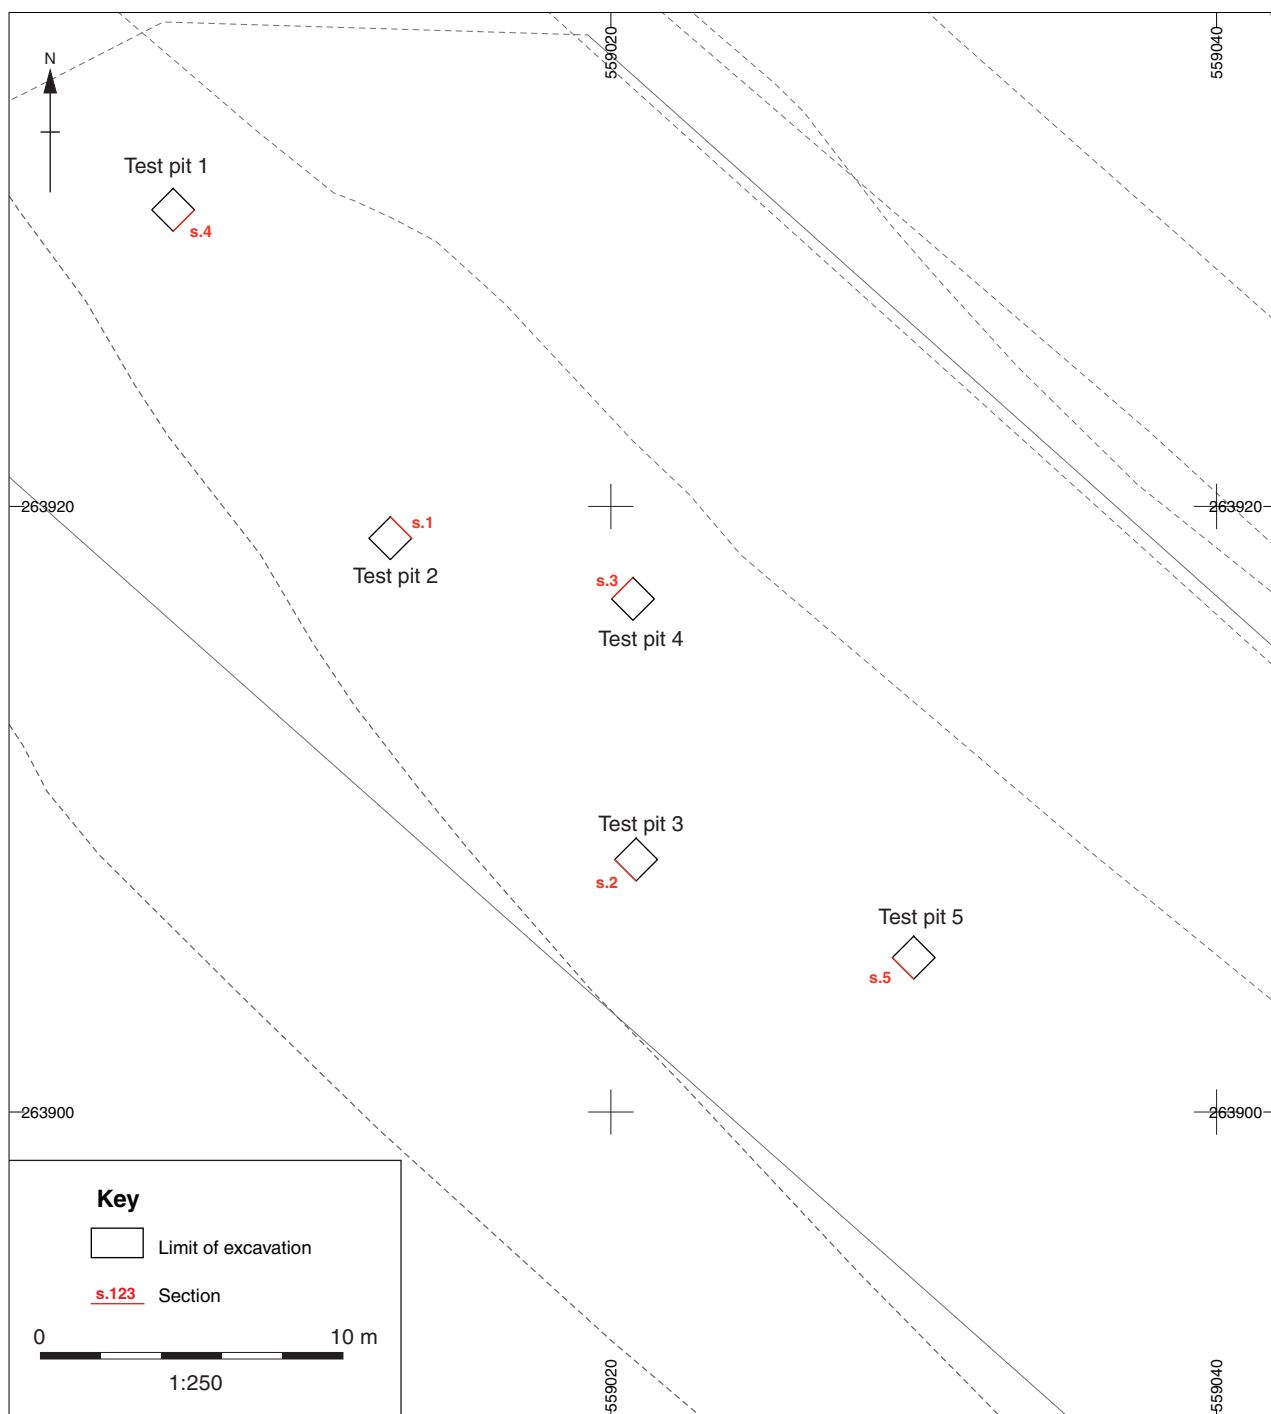 559020
559040
N
Test pit 1
s.4
263920
263920
s.1
Test pit 2
s.3
Test pit 4
Test pit 3
s.2
Test pit 5
s.5
263900
263900
Key
Limit of excavation
s.123 Section
0 10 m
1:250
559020
559040